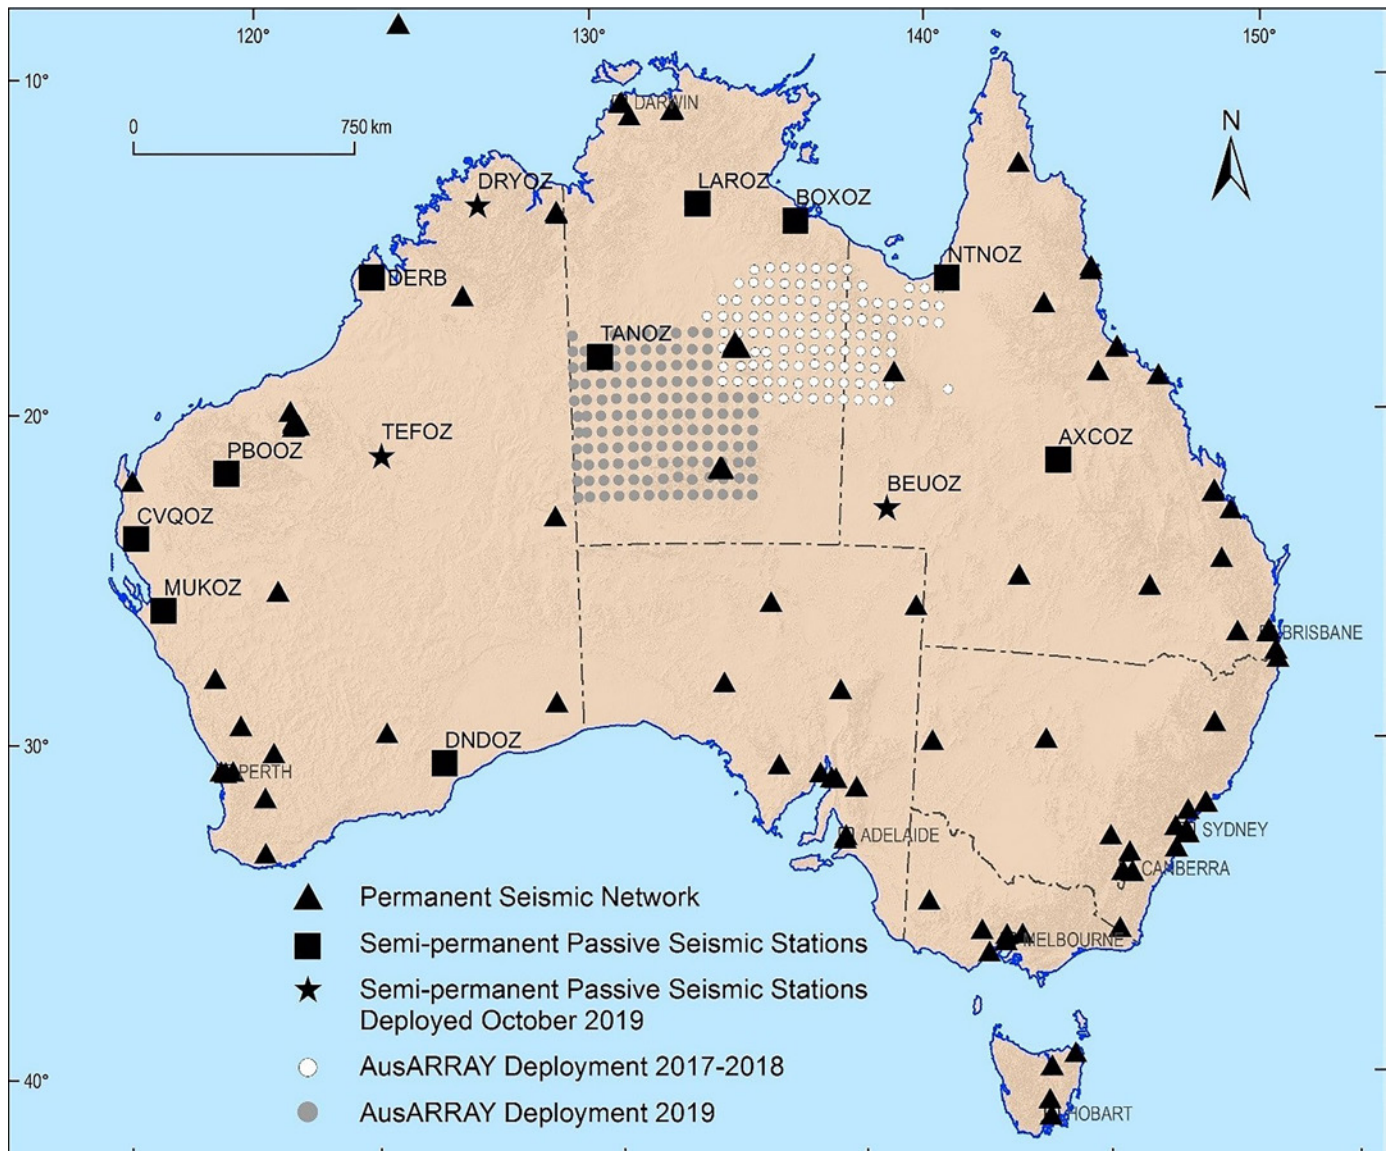 120°
130°
140°
150°
10°
DARWIN
0
750 km
N
DRYOZ
LAROZ
BOXOZ
DERB
NTNOZ
TANOZ
20°
TEFOZ
PBOOZ
AXCOZ
BEUOZ
CVQOZ
MUKOZ
BRISBANE
30°
DNDOZ
PERTH
ADELAIDE
SYDNEY
CANBERRA
MELBOURNE
Permanent Seismic Network
Semi-permanent Passive Seismic Stations
Semi-permanent Passive Seismic Stations
Deployed October 2019
AusARRAY Deployment 2017-2018
40°
AusARRAY Deployment 2019
HOBART